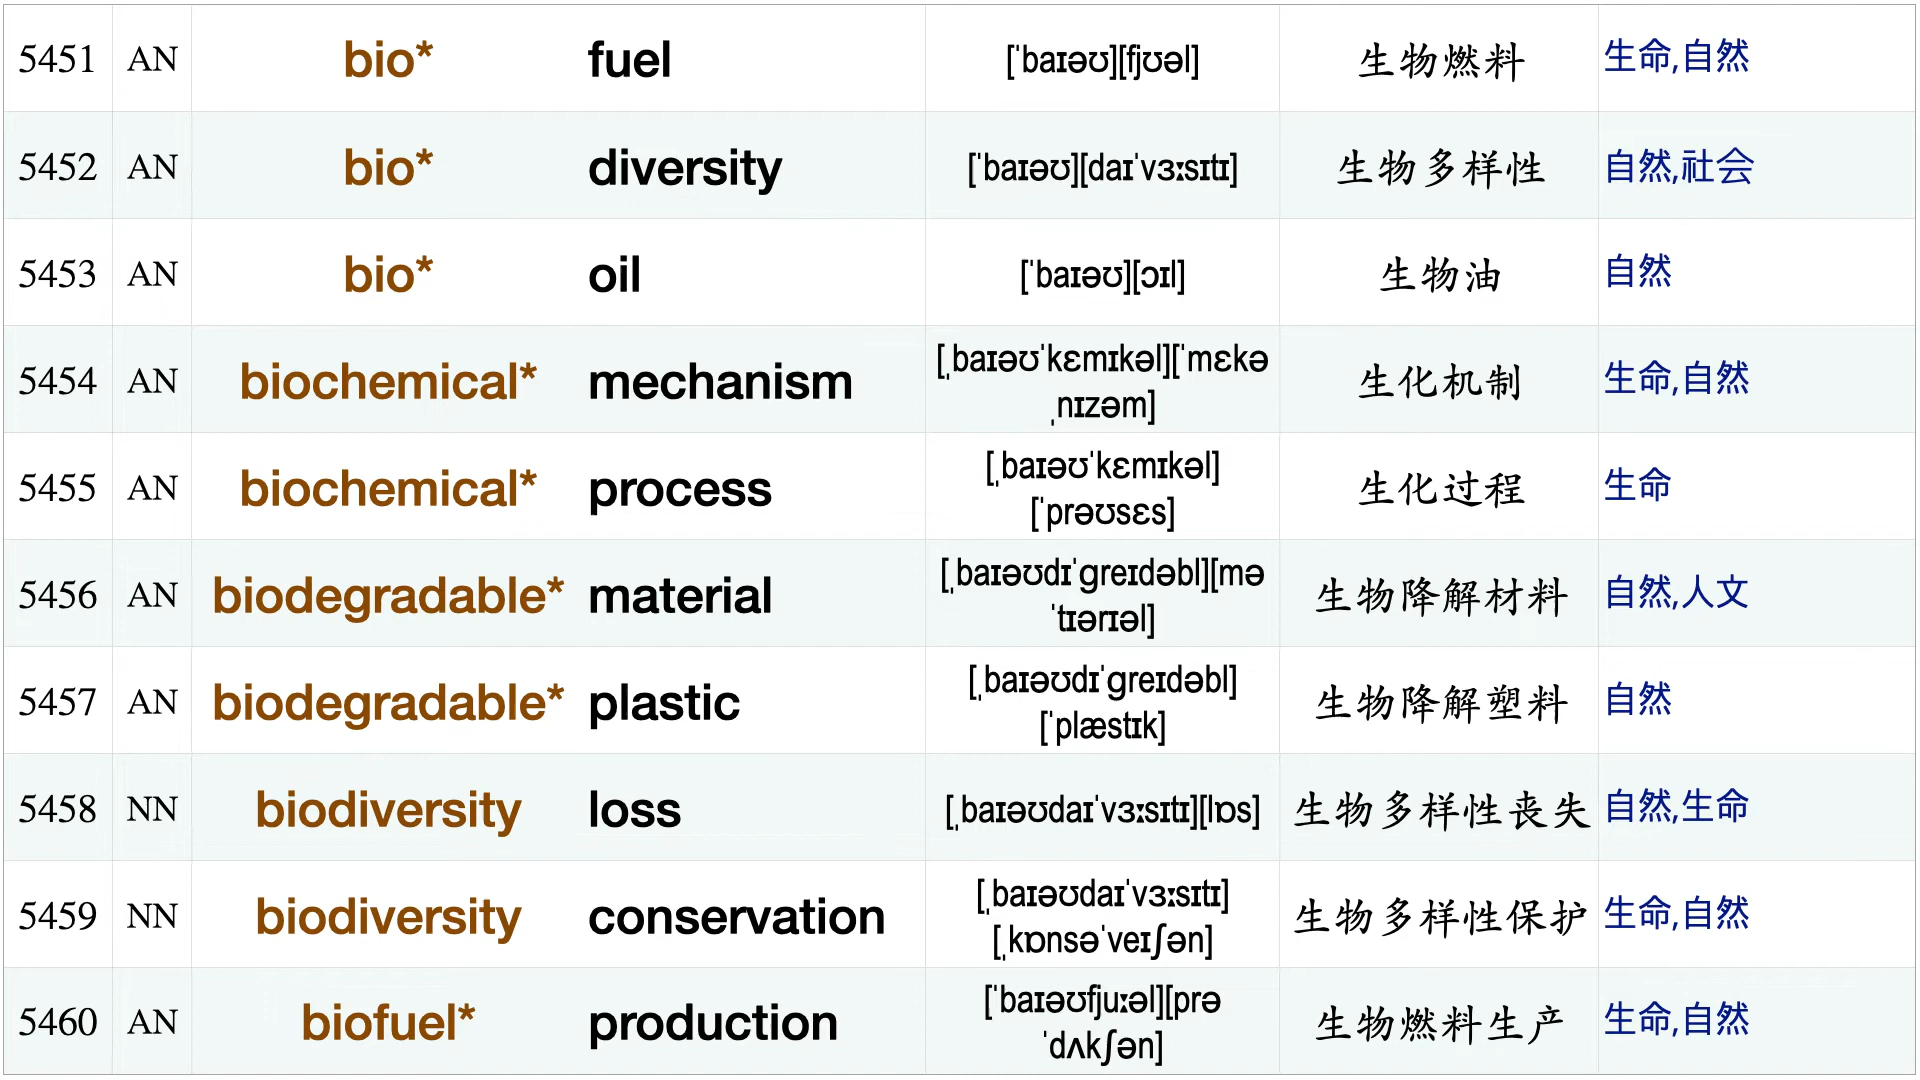 5451 AN bio* fuel [ˈbaɪəʊ][fjʊəl] 生物燃料 生命,自然
5452 AN bio* diversity [ˈbaɪəʊ][daɪˈvɜːsɪtɪ] 生物多样性 自然,社会
5453 AN bio* oil [ˈbaɪəʊ][ɔɪl] 生物油 自然
5454 AN biochemical* mechanism [ˌbaɪəʊˈkɛmɪkəl][ˈmɛkə
ˌnɪzəm] 生化机制 生命,自然
5455 AN biochemical* process [ˌbaɪəʊˈkɛmɪkəl]
[ˈprəʊsɛs] 生化过程 生命
5456 AN biodegradable* material [ˌbaɪəʊdɪˈɡreɪdəbl][mə
ˈtɪərɪəl] 生物降解材料 自然,人文
5457 AN biodegradable* plastic [ˌbaɪəʊdɪˈɡreɪdəbl]
[ˈplæstɪk] 生物降解塑料 自然
5458 NN biodiversity loss [ˌbaɪəʊdaɪˈvɜːsɪtɪ][lɒs] 生物多样性丧失 自然,生命
5459 NN biodiversity conservation [ˌbaɪəʊdaɪˈvɜːsɪtɪ]
[ˌkɒnsəˈveɪʃən] 生物多样性保护 生命,自然
5460 AN biofuel* production [ˈbaɪəʊfjuːəl][prə
ˈdʌkʃən] 生物燃料生产 生命,自然